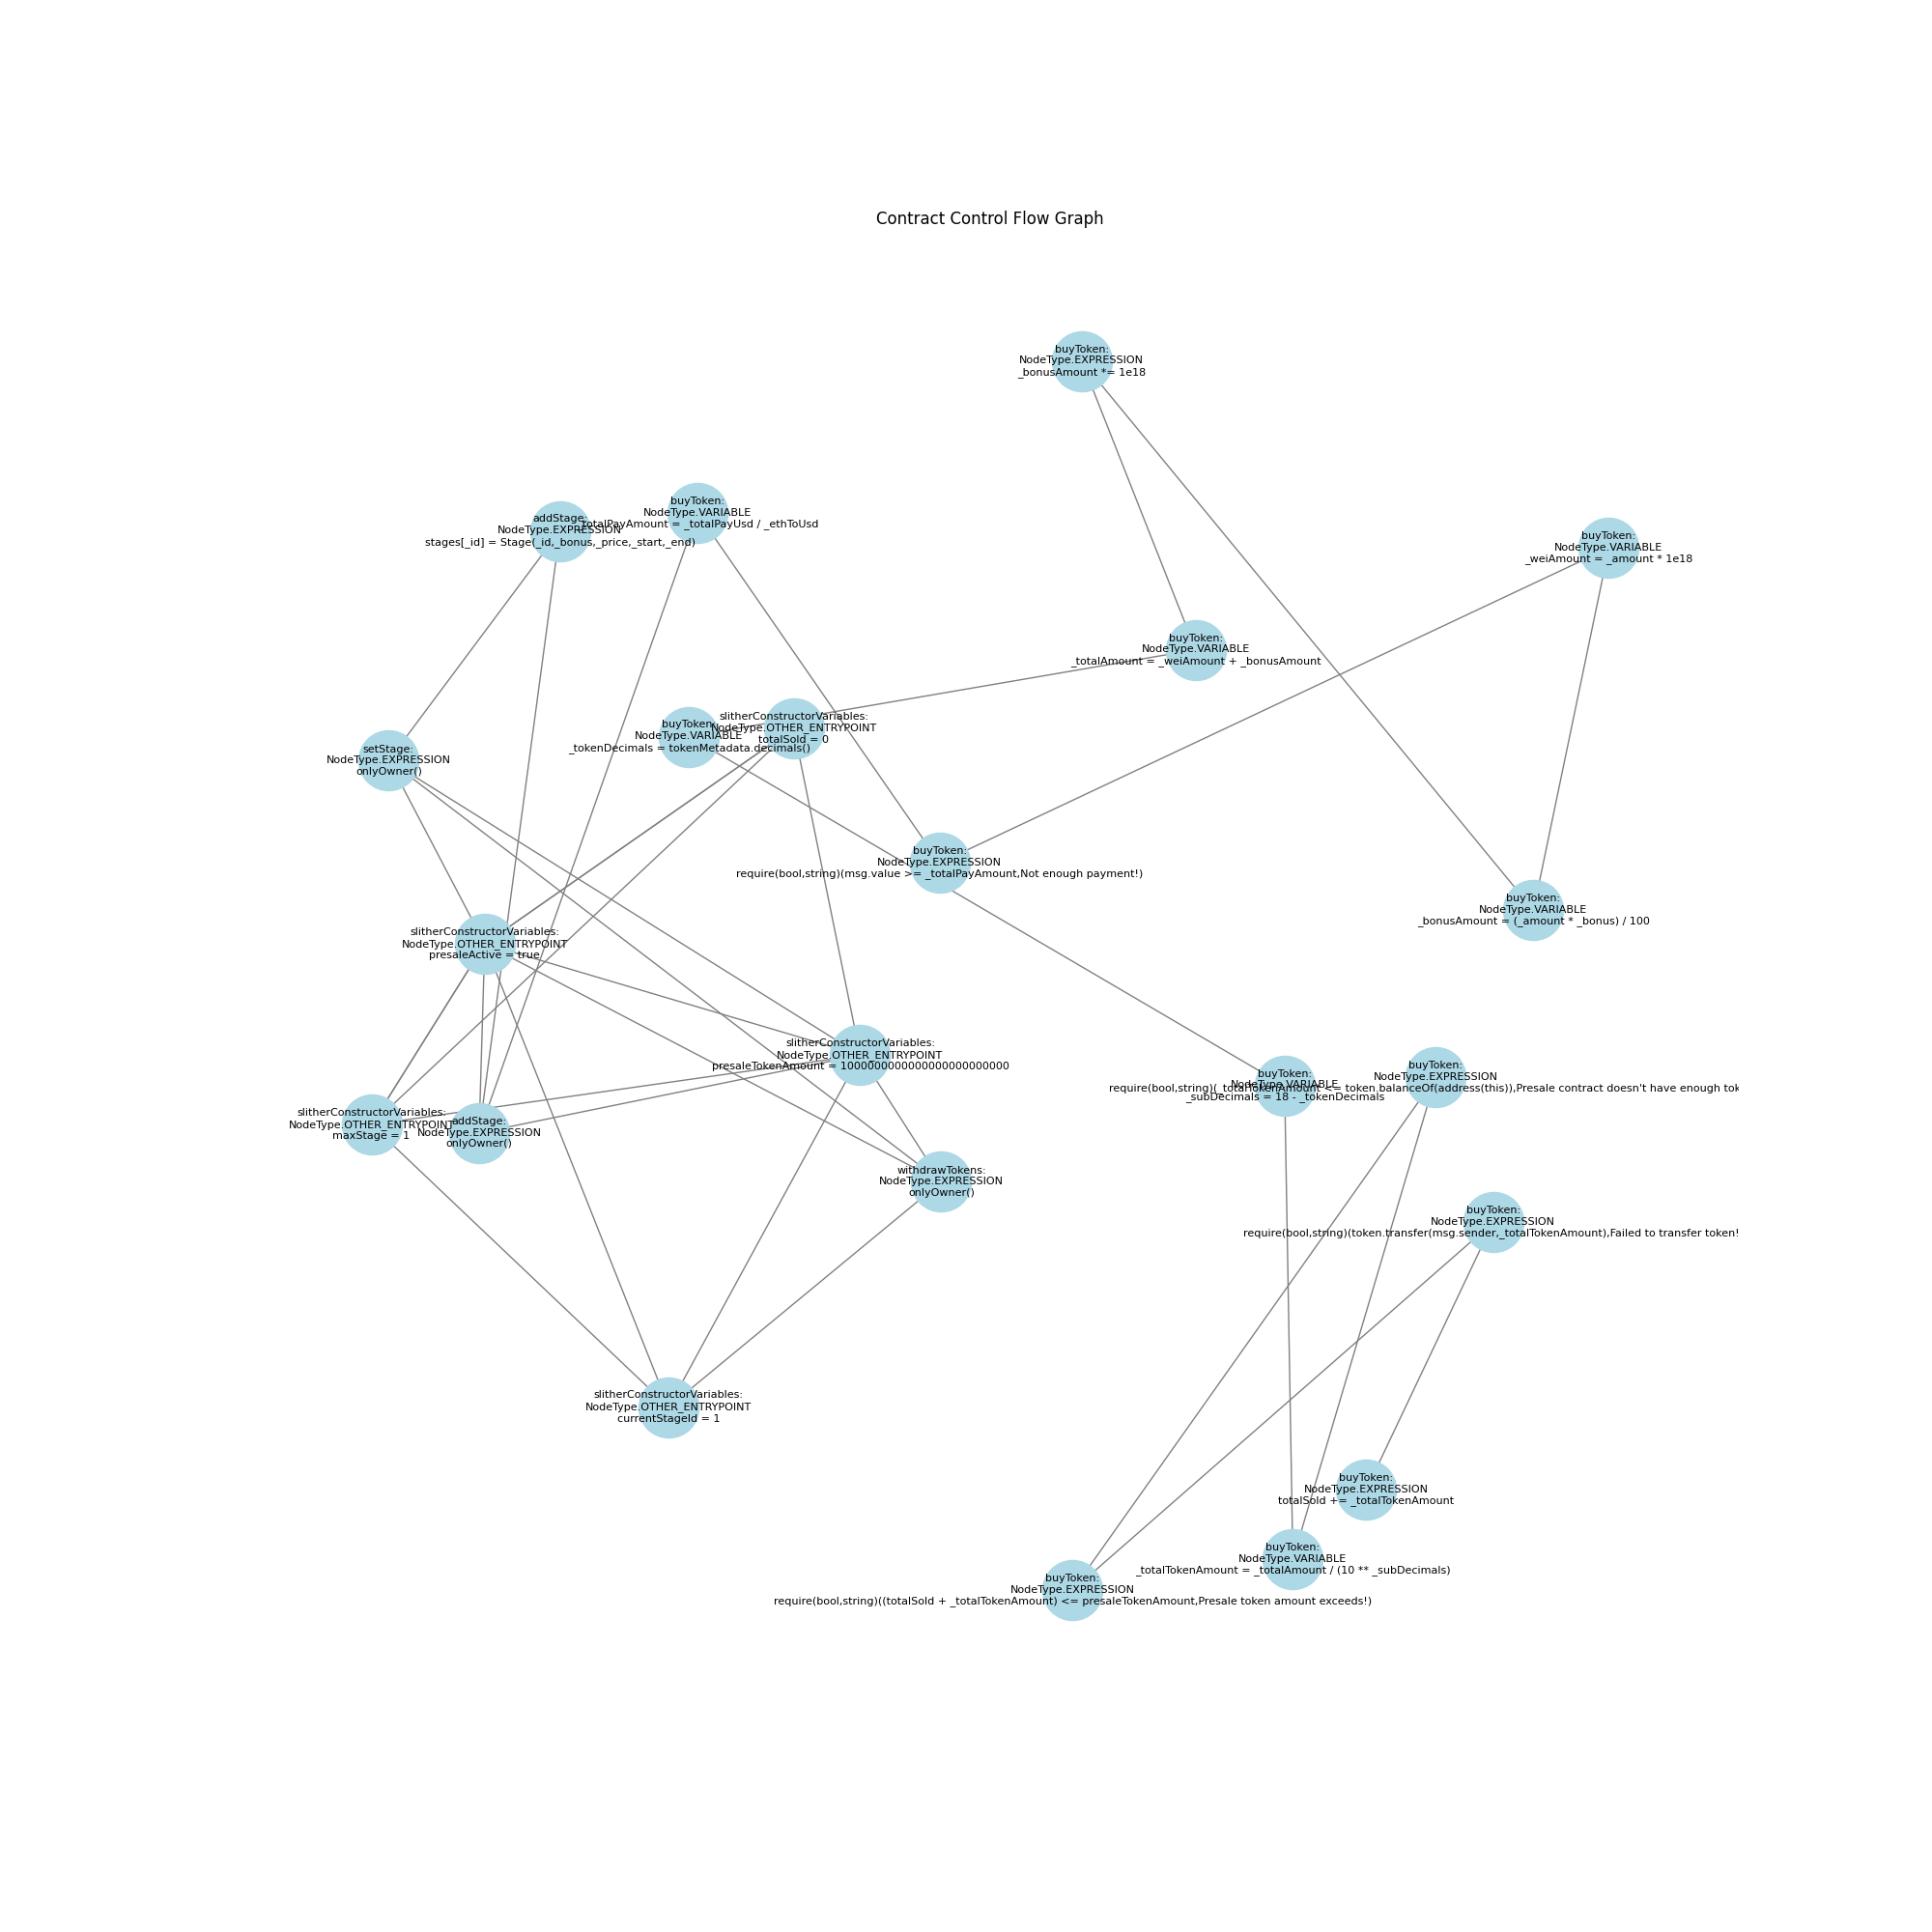 Contract Control Flow Graph
buyToken:
NodeType.EXPRESSION
_bonusAmount *= 1e18
buyToken:
NodeType.VARIABLE
_totalPayAmount = _totalPayUsd / _ethToUsd
addStage:
NodeType.EXPRESSION
stages[_id] = Stage(_id,_bonus,_price,_start,_end)
buyToken:
NodeType.VARIABLE
_weiAmount = _amount * 1e18
buyToken:
NodeType.VARIABLE
_totalAmount = _weiAmount + _bonusAmount
slitherConstructorVariables:
NodeType.OTHER_ENTRYPOINT
totalSold = 0
buyToken:
NodeType.VARIABLE
_tokenDecimals = tokenMetadata.decimals()
setStage:
NodeType.EXPRESSION
onlyOwner()
buyToken:
NodeType.EXPRESSION
require(bool,string)(msg.value >= _totalPayAmount,Not enough payment!)
buyToken:
NodeType.VARIABLE
_bonusAmount = (_amount * _bonus) / 100
slitherConstructorVariables:
NodeType.OTHER_ENTRYPOINT
presaleActive = true
slitherConstructorVariables:
NodeType.OTHER_ENTRYPOINT
presaleTokenAmount = 1000000000000000000000000
buyToken:
NodeType.EXPRESSION
require(bool,string)(_totalTokenAmount <= token.balanceOf(address(this)),Presale contract doesn't have enough tok
buyToken:
NodeType.VARIABLE
_subDecimals = 18 - _tokenDecimals
slitherConstructorVariables:
NodeType.OTHER_ENTRYPOINT
maxStage = 1
addStage:
NodeType.EXPRESSION
onlyOwner()
withdrawTokens:
NodeType.EXPRESSION
onlyOwner()
buyToken:
NodeType.EXPRESSION
require(bool,string)(token.transfer(msg.sender,_totalTokenAmount),Failed to transfer token!
slitherConstructorVariables:
NodeType.OTHER_ENTRYPOINT
currentStageId = 1
buyToken:
NodeType.EXPRESSION
totalSold += _totalTokenAmount
buyToken:
NodeType.VARIABLE
_totalTokenAmount = _totalAmount / (10 ** _subDecimals)
buyToken:
NodeType.EXPRESSION
require(bool,string)((totalSold + _totalTokenAmount) <= presaleTokenAmount,Presale token amount exceeds!)